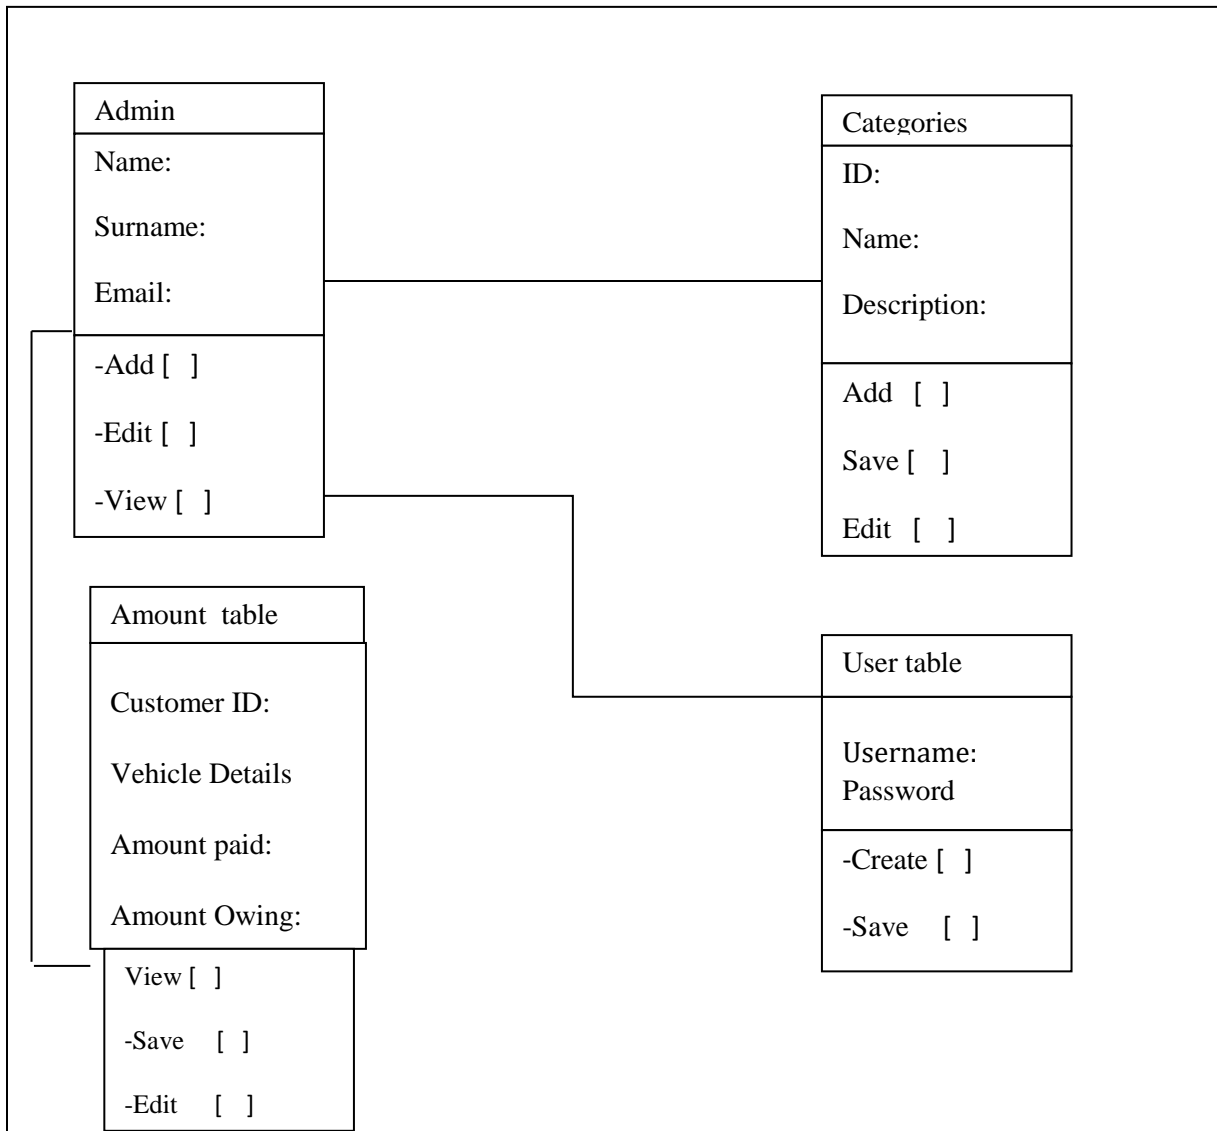 Admin
Name:
Surname:
Email:
-Add [ ]
-Edit [ ]
-View [ ]
Categories
ID:
Name:
Description:
Add [ ]
Save [ ]
Edit [ ]
Amount table
Customer ID:
Vehicle Details
Amount paid:
Amount Owing:
View [ ]
-Save [ ]
-Edit [ ]
User table
Username:
Password
-Create [ ]
-Save [ ]